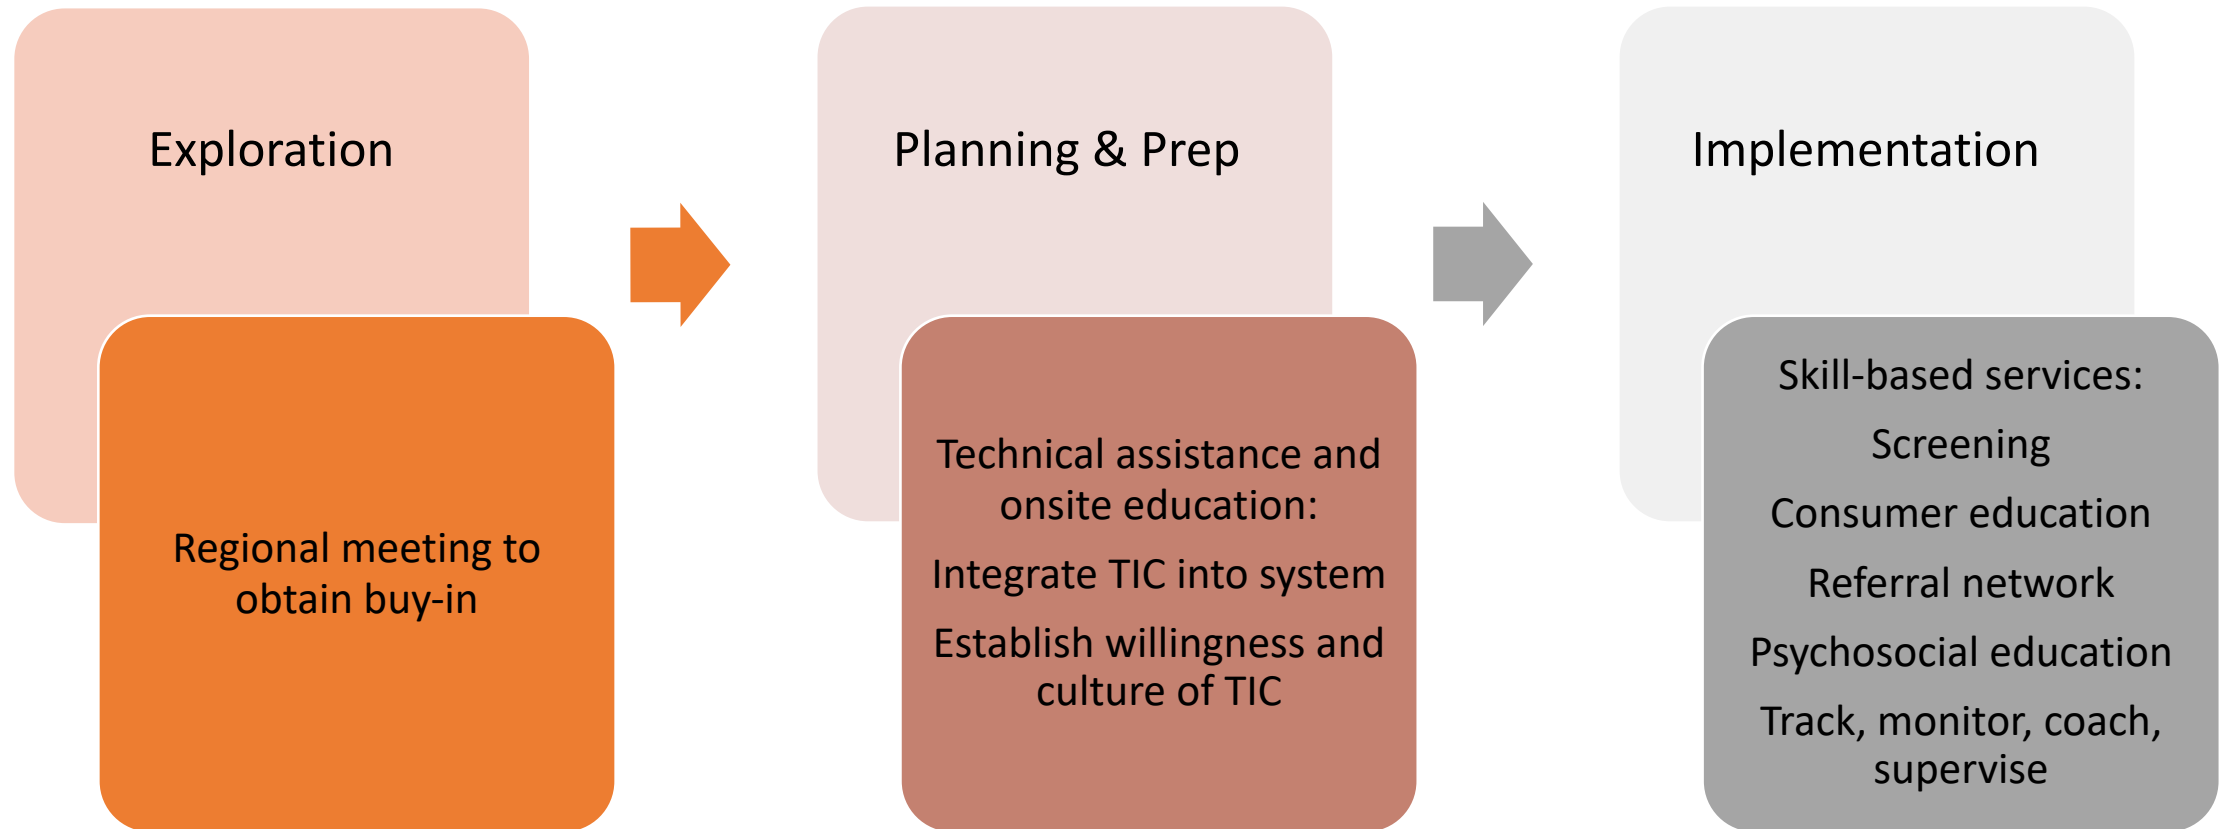 Exploration
Regional meeting to
obtain buy-in
Planning & Prep
Technical assistance and
onsite education:
Integrate TIC into system
Establish willingness and
culture of TIC
Implementation
Skill-based services:
Screening
Consumer education
Referral network
Psychosocial education
Track, monitor, coach,
supervise